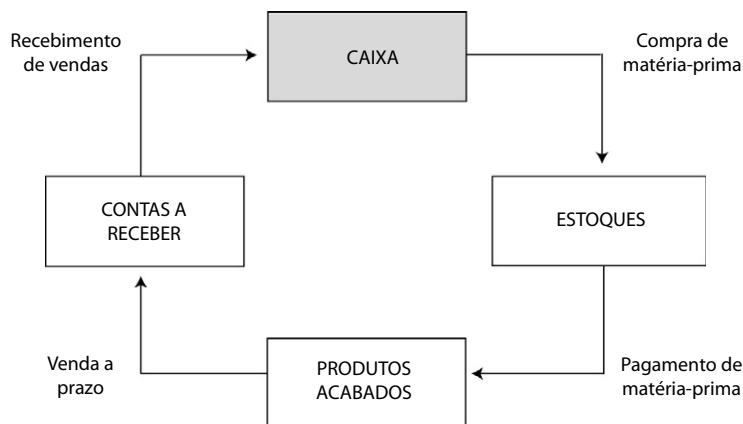 Recebimento
de vendas
CAIXA
Compra de
matéria-prima
CONTAS A
RECEBER
ESTOQUES
Venda a
prazo
PRODUTOS
ACABADOS
Pagamento de
matéria-prima